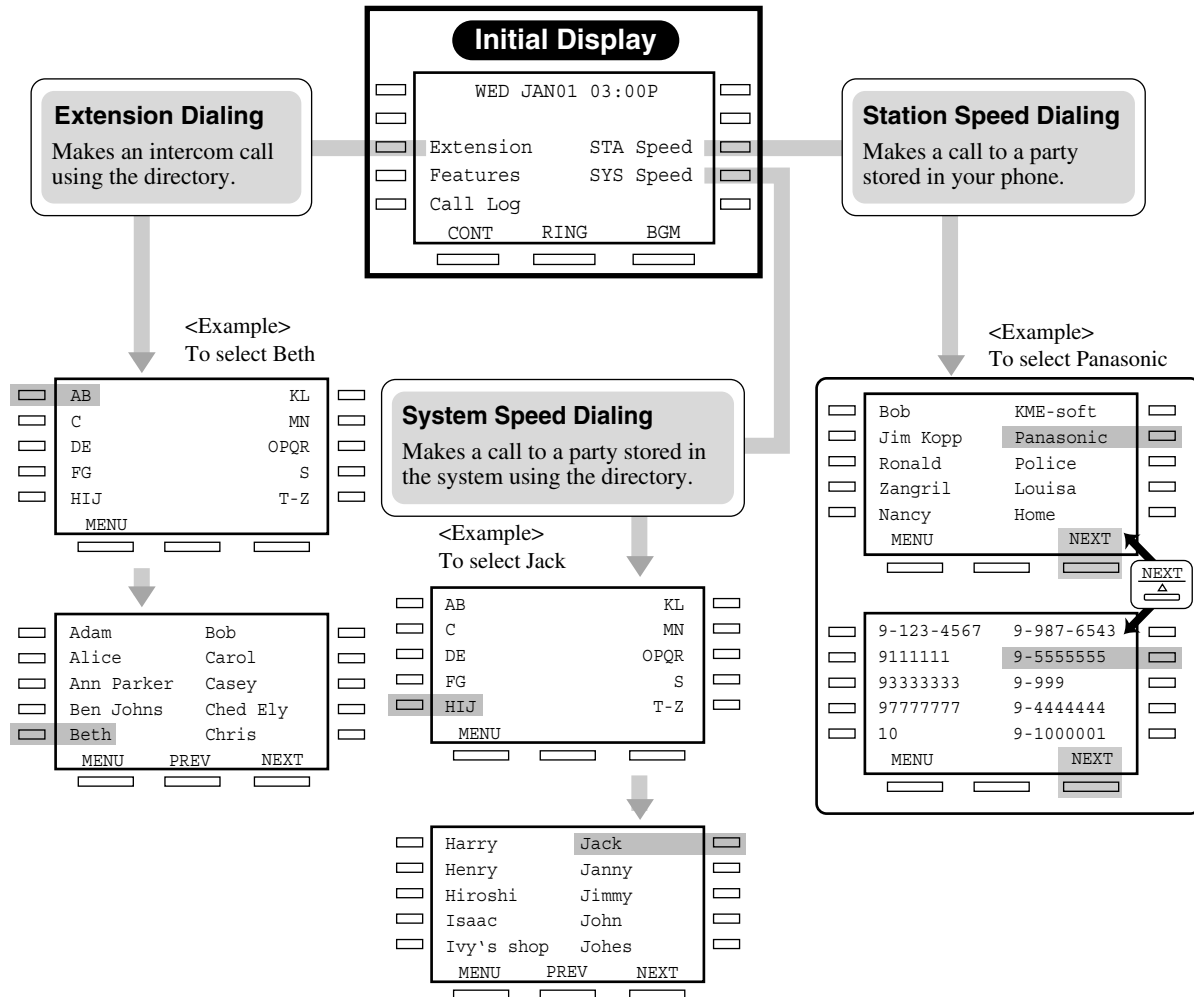 Initial Display
WED JAN01 03:00P
Extension STA Speed
Features SYS Speed
Call Log
CONT RING BGM
Extension Dialing
Makes an intercom call
using the directory.
Station Speed Dialing
Makes a call to a party
stored in your phone.
<Example>
To select Beth
AB KL
C MN
DE OPQR
FG S
HIJ T-Z
MENU
Adam Bob
Alice Carol
Ann Parker Casey
Ben Johns Ched Ely
Beth Chris
MENU PREV NEXT
System Speed Dialing
Makes a call to a party stored in
the system using the directory.
<Example>
To select Jack
AB KL
C MN
DE OPQR
FG S
HIJ T-Z
MENU
Harry Jack
Henry Janny
Hiroshi Jimmy
Isaac John
Ivy‘s shop Johes
MENU PREV NEXT
<Example>
To select Panasonic
Bob KME-soft
Jim Kopp Panasonic
Ronald Police
Zangril Louisa
Nancy Home
MENU NEXT
NEXT
9-123-4567 9-987-6543
9111111 9-5555555
93333333 9-999
97777777 9-4444444
10 9-1000001
MENU NEXT